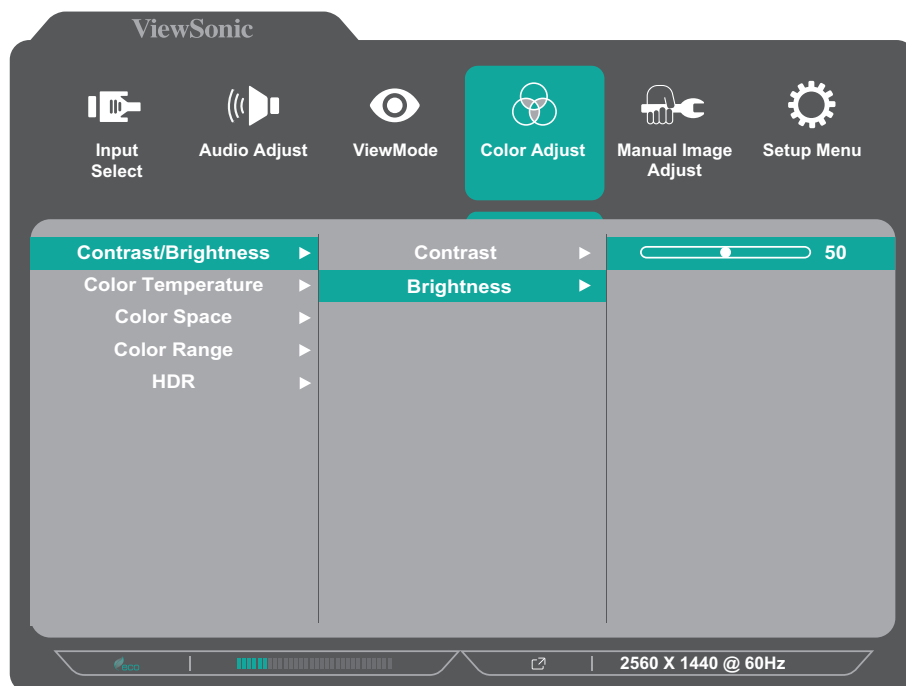 ViewSonic
Input Select
Audio Adjust
ViewMode
Color Adjust
Manual Image Adjust
Setup Menu
Contrast/Brightness
Contrast
50
Color Temperature
Brightness
Color Space
Color Range
HDR
eco
2560 X 1440 @ 60Hz